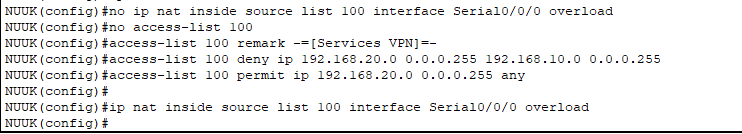 NUUK(config)#no ip nat inside source list 100 interface Serial0/0/0 overload
NUUK(config)#no access-list 100
NUUK(config)#access-list 100 remark -=[Services VPN]=-
NUUK(config)#access-list 100 deny ip 192.168.20.0 0.0.0.255 192.168.10.0 0.0.0.255
NUUK(config)#access-list 100 permit ip 192.168.20.0 0.0.0.255 any
NUUK(config)#
NUUK(config)#ip nat inside source list 100 interface Serial0/0/0 overload
NUUK(config)#